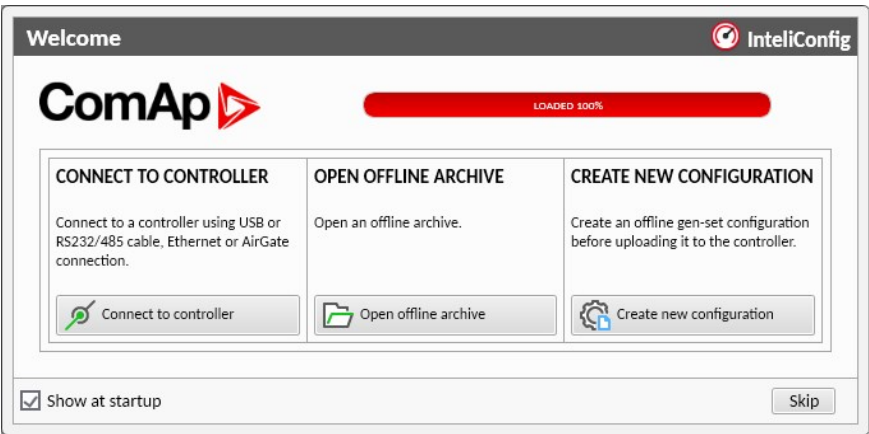 Welcome
InteliConfig
ComAp
LOADED 100%
CONNECT TO CONTROLLER
Connect to a controller using USB or
RS232/485 cable, Ethernet or AirGate
connection.
Connect to controller
OPEN OFFLINE ARCHIVE
Open an offline archive.
Open offline archive
CREATE NEW CONFIGURATION
Create an offline gen-set configuration
before uploading it to the controller.
Create new configuration
Show at startup
Skip